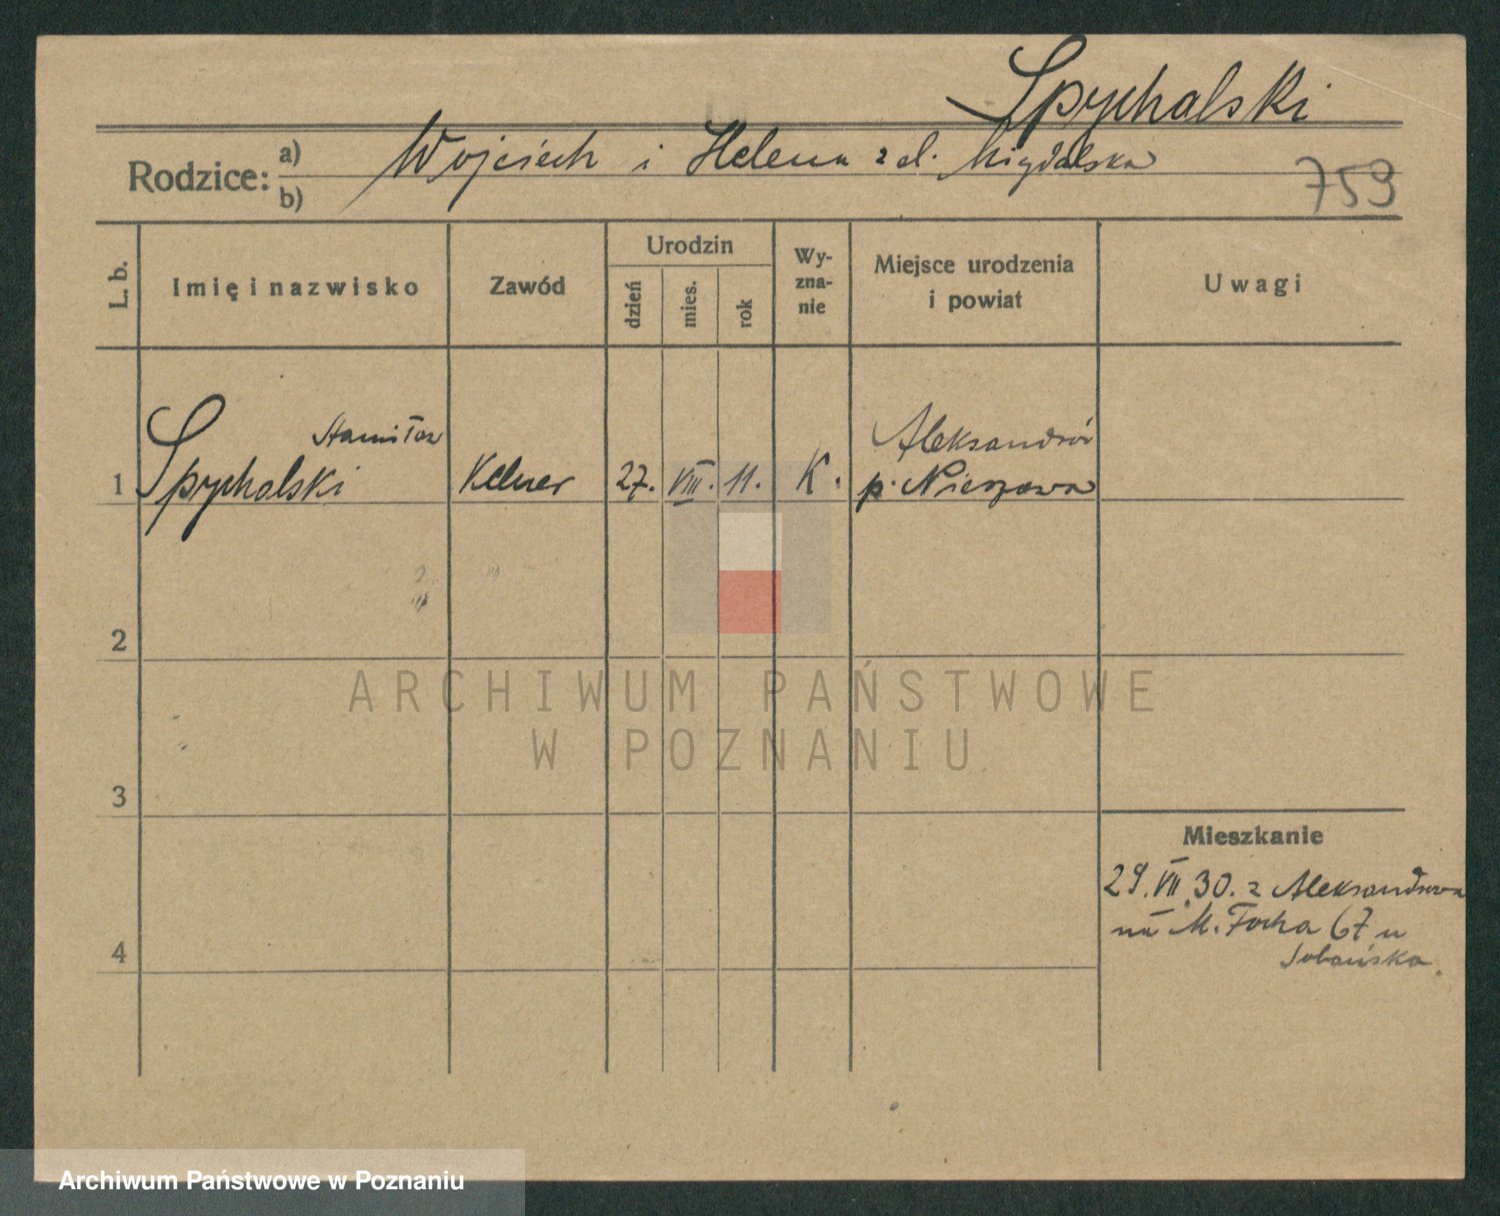 Spychalski
Rodzice: a) Wojciech i Helena z d. Migdalska
b)
759
L. b.
Imię i nazwisko
Zawód
Urodzin
dzień
mies.
rok
Wy-
zna-
nie
Miejsce urodzenia
i powiat
Uwagi
Stanisław
1 Spychalski
Kelner
27. VIII. 11.
K.
Aleksandrów
p. Nieszawa
2
3
4
Mieszkanie
29.VII.30. z Aleksandrowa
na M. Focha 67 u
Sobańska.
ARCHIWUM PAŃSTWOWE
W POZNANIU
Archiwum Państwowe w Poznaniu